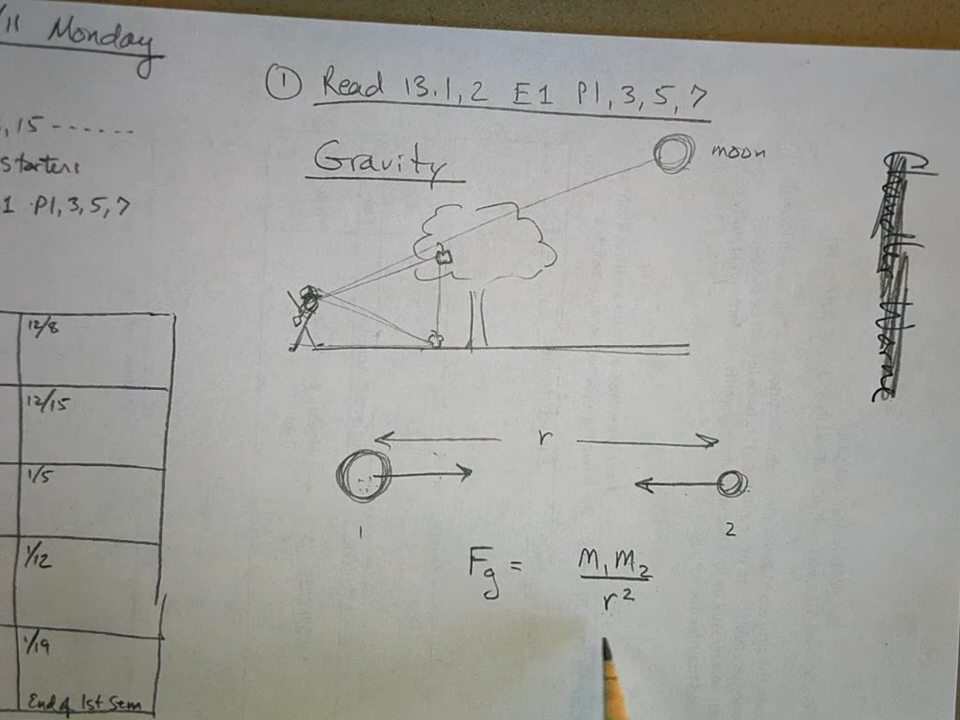 /11 Monday
, 15 ------
starters
1 P1, 3, 5, 7
12/8
12/15
1/5
1/12
1/19
End of 1st Sem
① Read 13.1, 2 E1 P1, 3, 5, 7
Gravity
moon
r
1
2
Fg = m₁m₂/r²